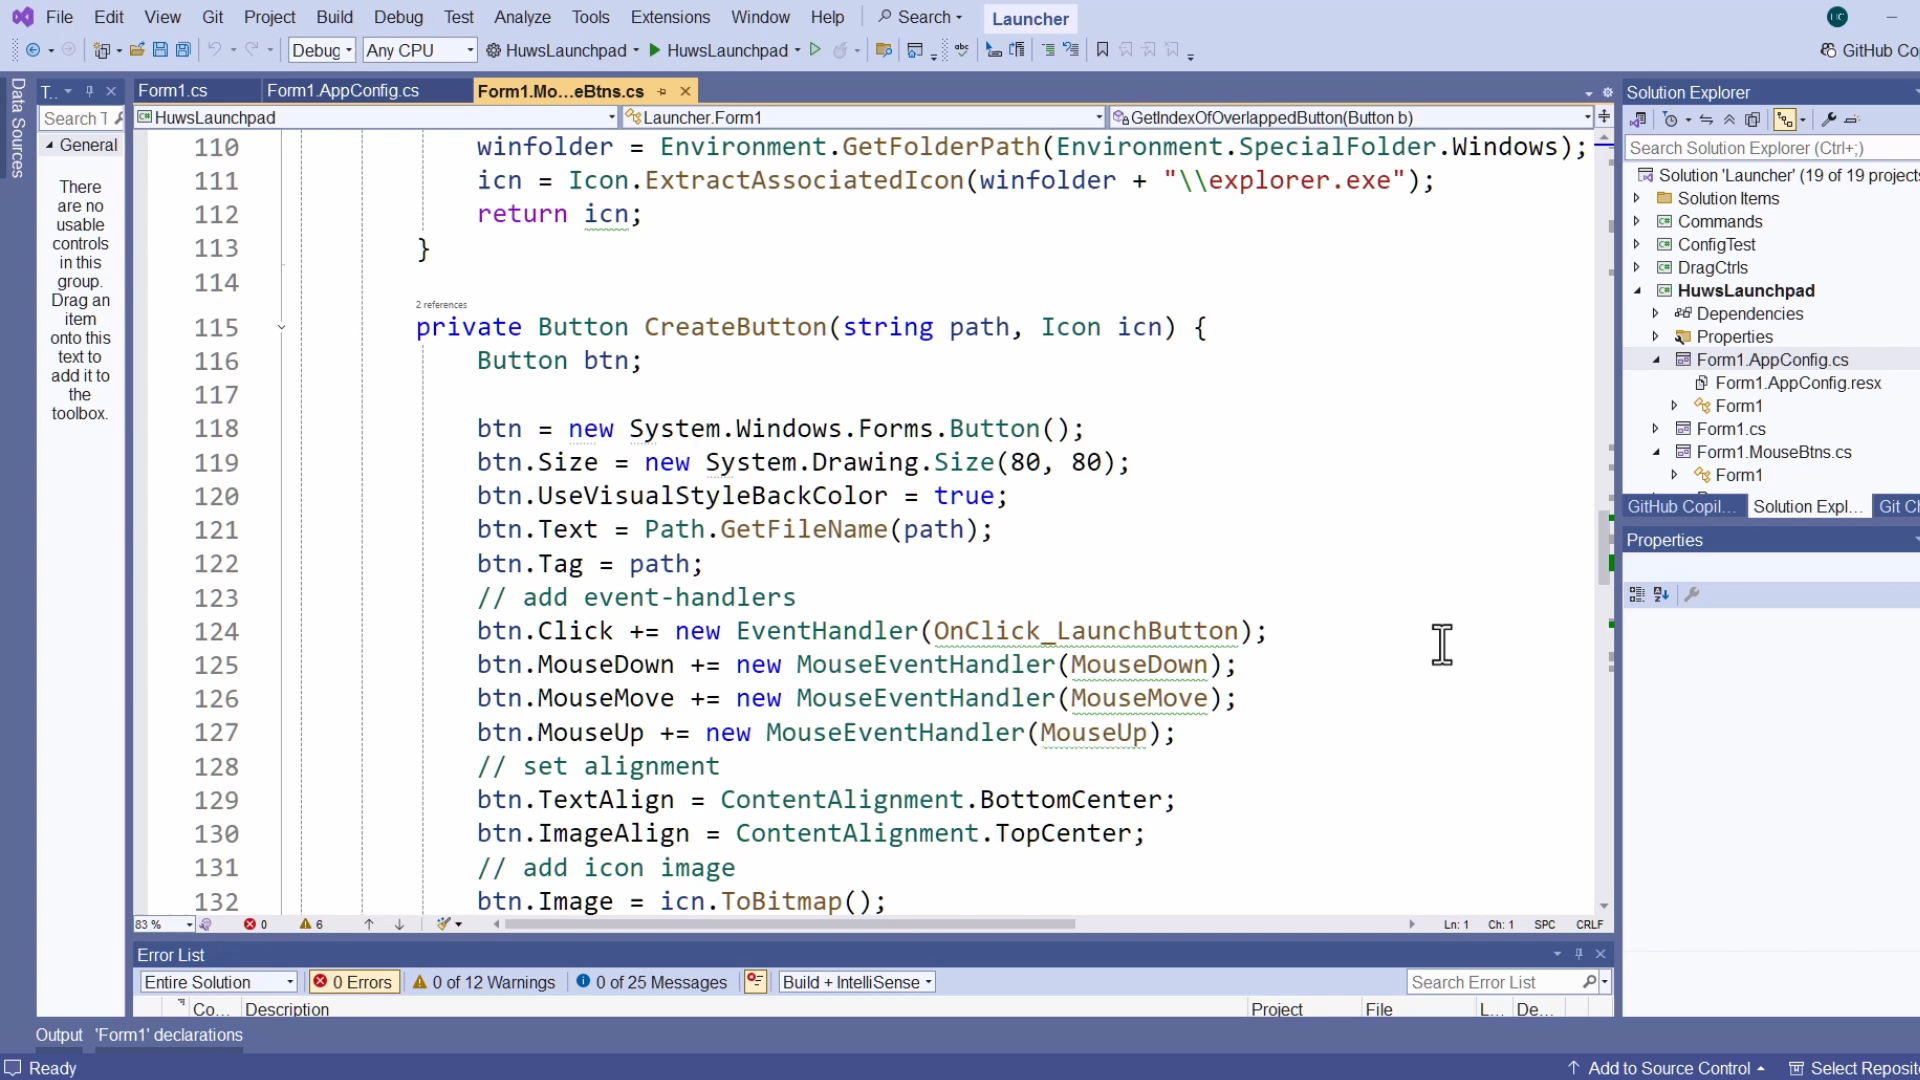 File Edit View Git Project Build Debug Test Analyze Tools Extensions Window Help Search Launcher HC
Debug Any CPU HuwsLaunchpad HuwsLaunchpad GitHub Co
Data Sources
T.. 
Search T
General
There
are no
usable
controls
in this
group.
Drag an
item
onto this
text to
add it to
the
toolbox.
Form1.cs Form1.AppConfig.cs Form1.Mo...eBtns.cs
HuwsLaunchpad Launcher.Form1 GetIndexOfOverlappedButton(Button b)
110 winfolder = Environment.GetFolderPath(Environment.SpecialFolder.Windows);
111 icn = Icon.ExtractAssociatedIcon(winfolder + "\\explorer.exe");
112 return icn;
113 }
114
2 references
115 private Button CreateButton(string path, Icon icn) {
116 Button btn;
117
118 btn = new System.Windows.Forms.Button();
119 btn.Size = new System.Drawing.Size(80, 80);
120 btn.UseVisualStyleBackColor = true;
121 btn.Text = Path.GetFileName(path);
122 btn.Tag = path;
123 // add event-handlers
124 btn.Click += new EventHandler(OnClick_LaunchButton);
125 btn.MouseDown += new MouseEventHandler(MouseDown);
126 btn.MouseMove += new MouseEventHandler(MouseMove);
127 btn.MouseUp += new MouseEventHandler(MouseUp);
128 // set alignment
129 btn.TextAlign = ContentAlignment.BottomCenter;
130 btn.ImageAlign = ContentAlignment.TopCenter;
131 // add icon image
132 btn.Image = icn.ToBitmap();
83 % 0 6 Ln: 1 Ch: 1 SPC CRLF
Error List
Entire Solution 0 Errors 0 of 12 Warnings 0 of 25 Messages Build + IntelliSense Search Error List
Co... Description Project File L... De...
Solution Explorer
Search Solution Explorer (Ctrl+;)
Solution 'Launcher' (19 of 19 projects
Solution Items
Commands
ConfigTest
DragCtrls
HuwsLaunchpad
Dependencies
Properties
Form1.AppConfig.cs
Form1.AppConfig.resx
Form1
Form1.cs
Form1.MouseBtns.cs
Form1
GitHub Copil... Solution Expl... Git Ch
Properties
Output 'Form1' declarations
Ready Add to Source Control Select Reposit